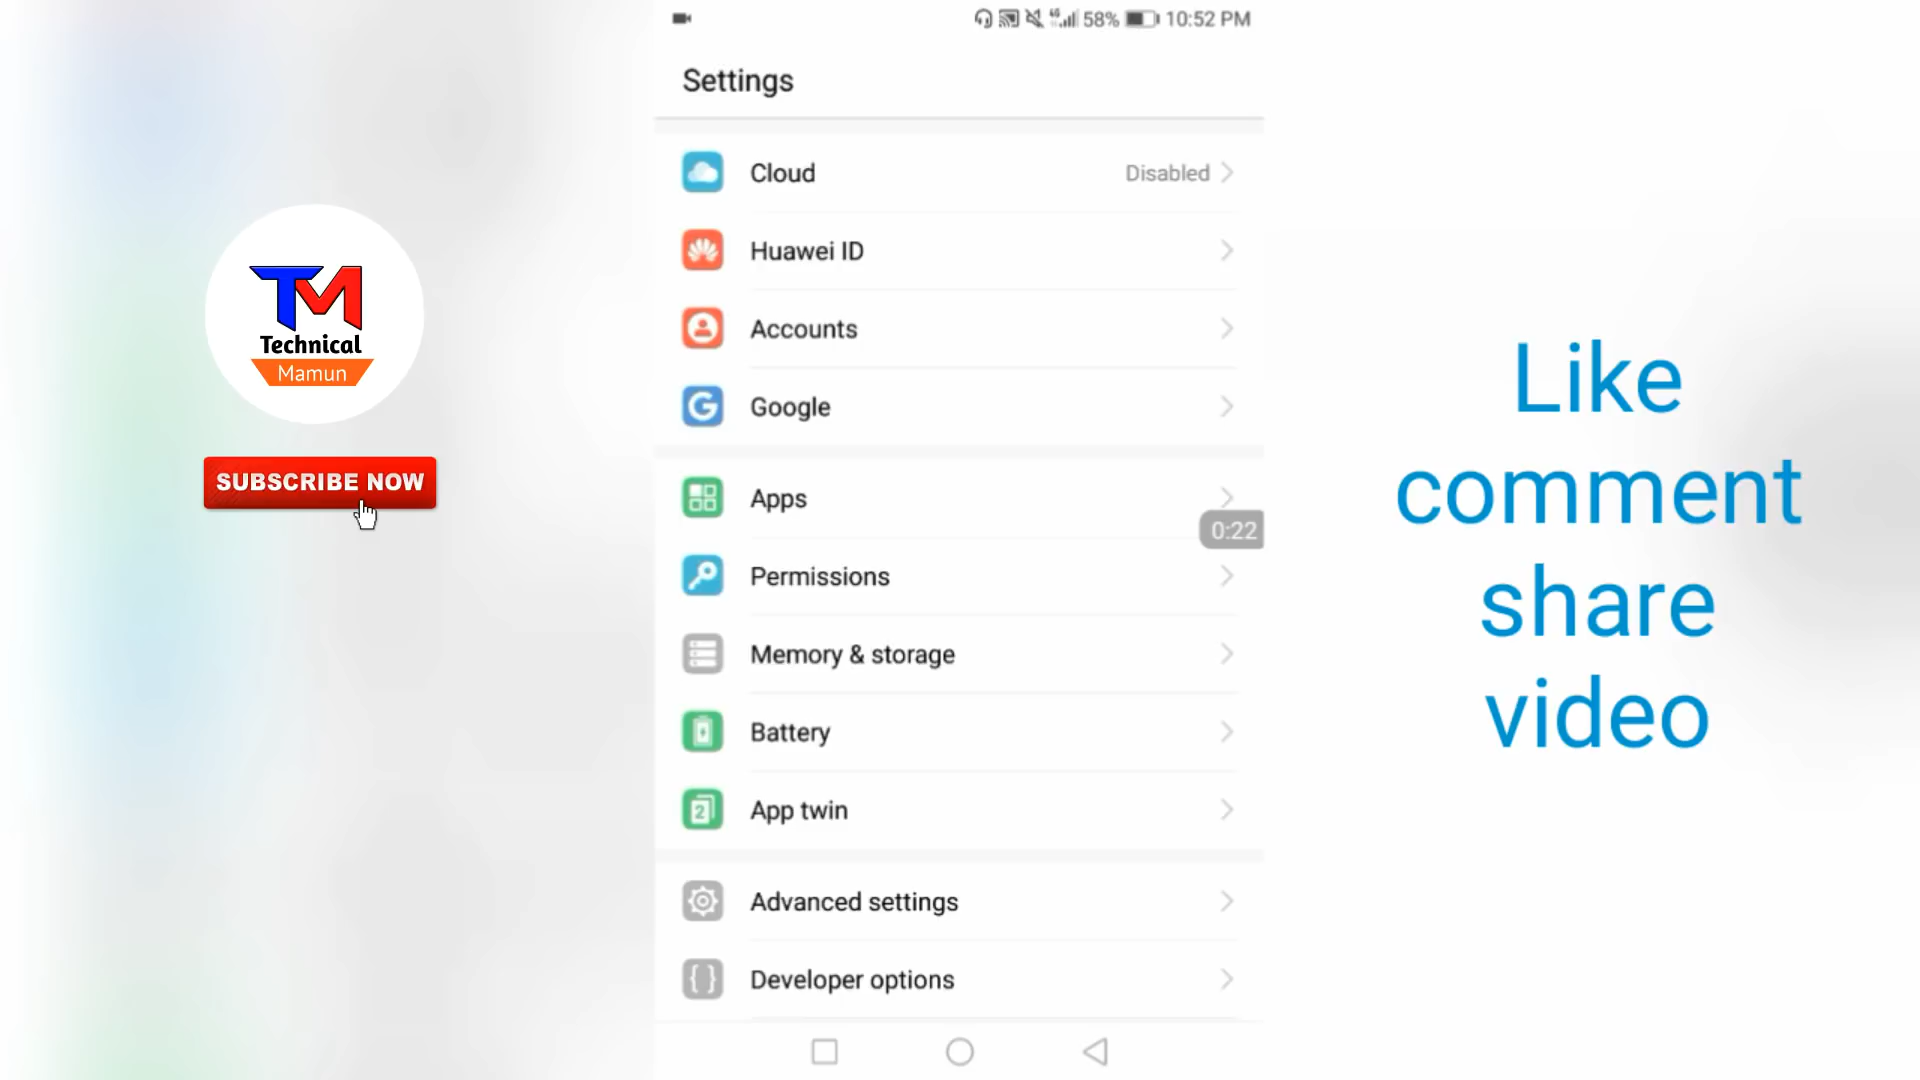 58% 10:52 PM
Settings
Cloud Disabled
Huawei ID
Accounts
Google
Apps
0:22
Permissions
Memory & storage
Battery
2
App twin
Advanced settings
Developer options
TM
Technical
Mamun
SUBSCRIBE NOW
Like
comment
share
video